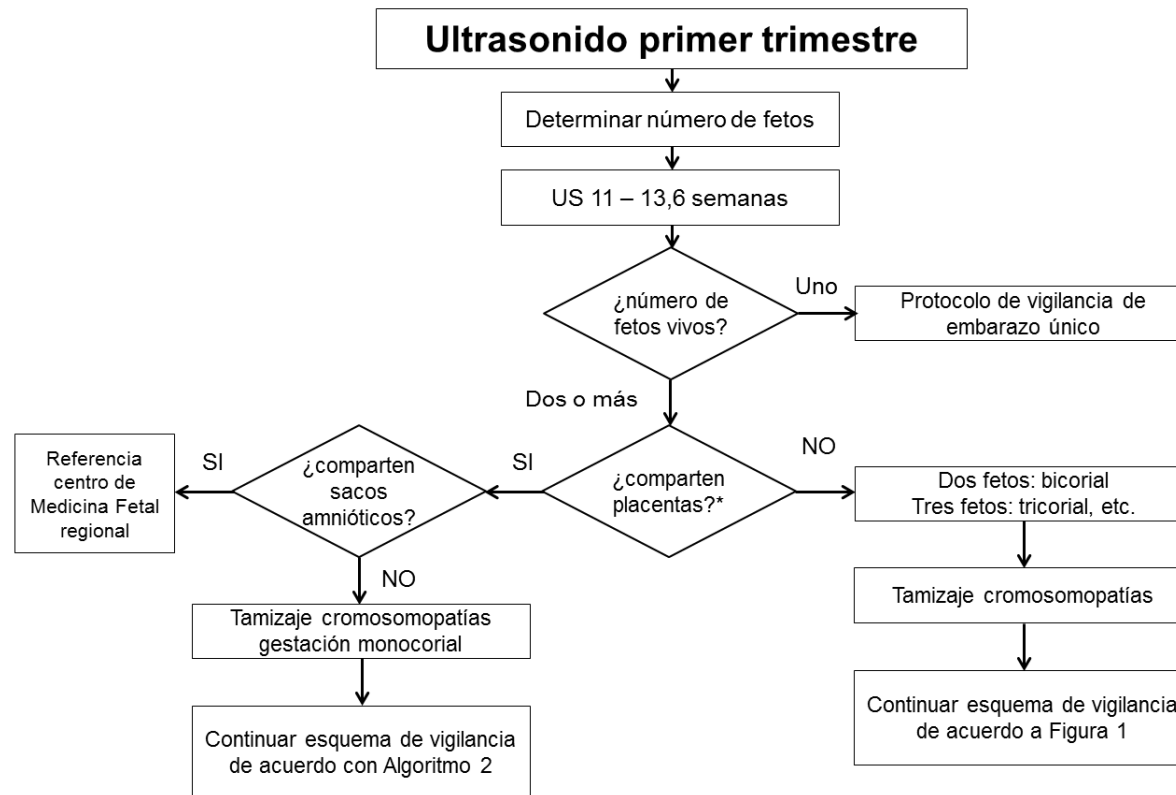 Ultrasonido primer trimestre
Determinar número de fetos
US 11 – 13,6 semanas
¿número de
fetos vivos?
Uno
Protocolo de vigilancia de
embarazo único
Dos o más
¿comparten
placentas?*
SI
NO
¿comparten
sacos
amnióticos?
SI
Referencia
centro de
Medicina Fetal
regional
NO
Tamizaje cromosomopatías
gestación monocorial
Continuar esquema de vigilancia
de acuerdo con Algoritmo 2
Dos fetos: bicorial
Tres fetos: tricorial, etc.
Tamizaje cromosomopatías
Continuar esquema de vigilancia
de acuerdo a Figura 1